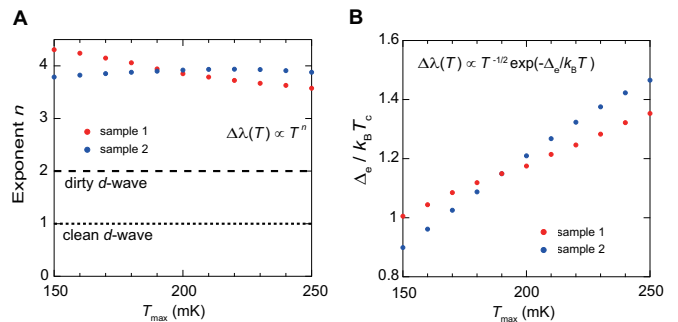 A
Exponent n
5
4
3
2
1
0
Δλ(T) ∝ T^n
sample 1
sample 2
dirty d-wave
clean d-wave
150
200
250
T_max (mK)
B
Δ_e / k_B T_c
1.6
1.4
1.2
1
0.8
Δλ(T) ∝ T^-1/2 exp(-Δ_e/k_BT)
sample 1
sample 2
150
200
250
T_max (mK)